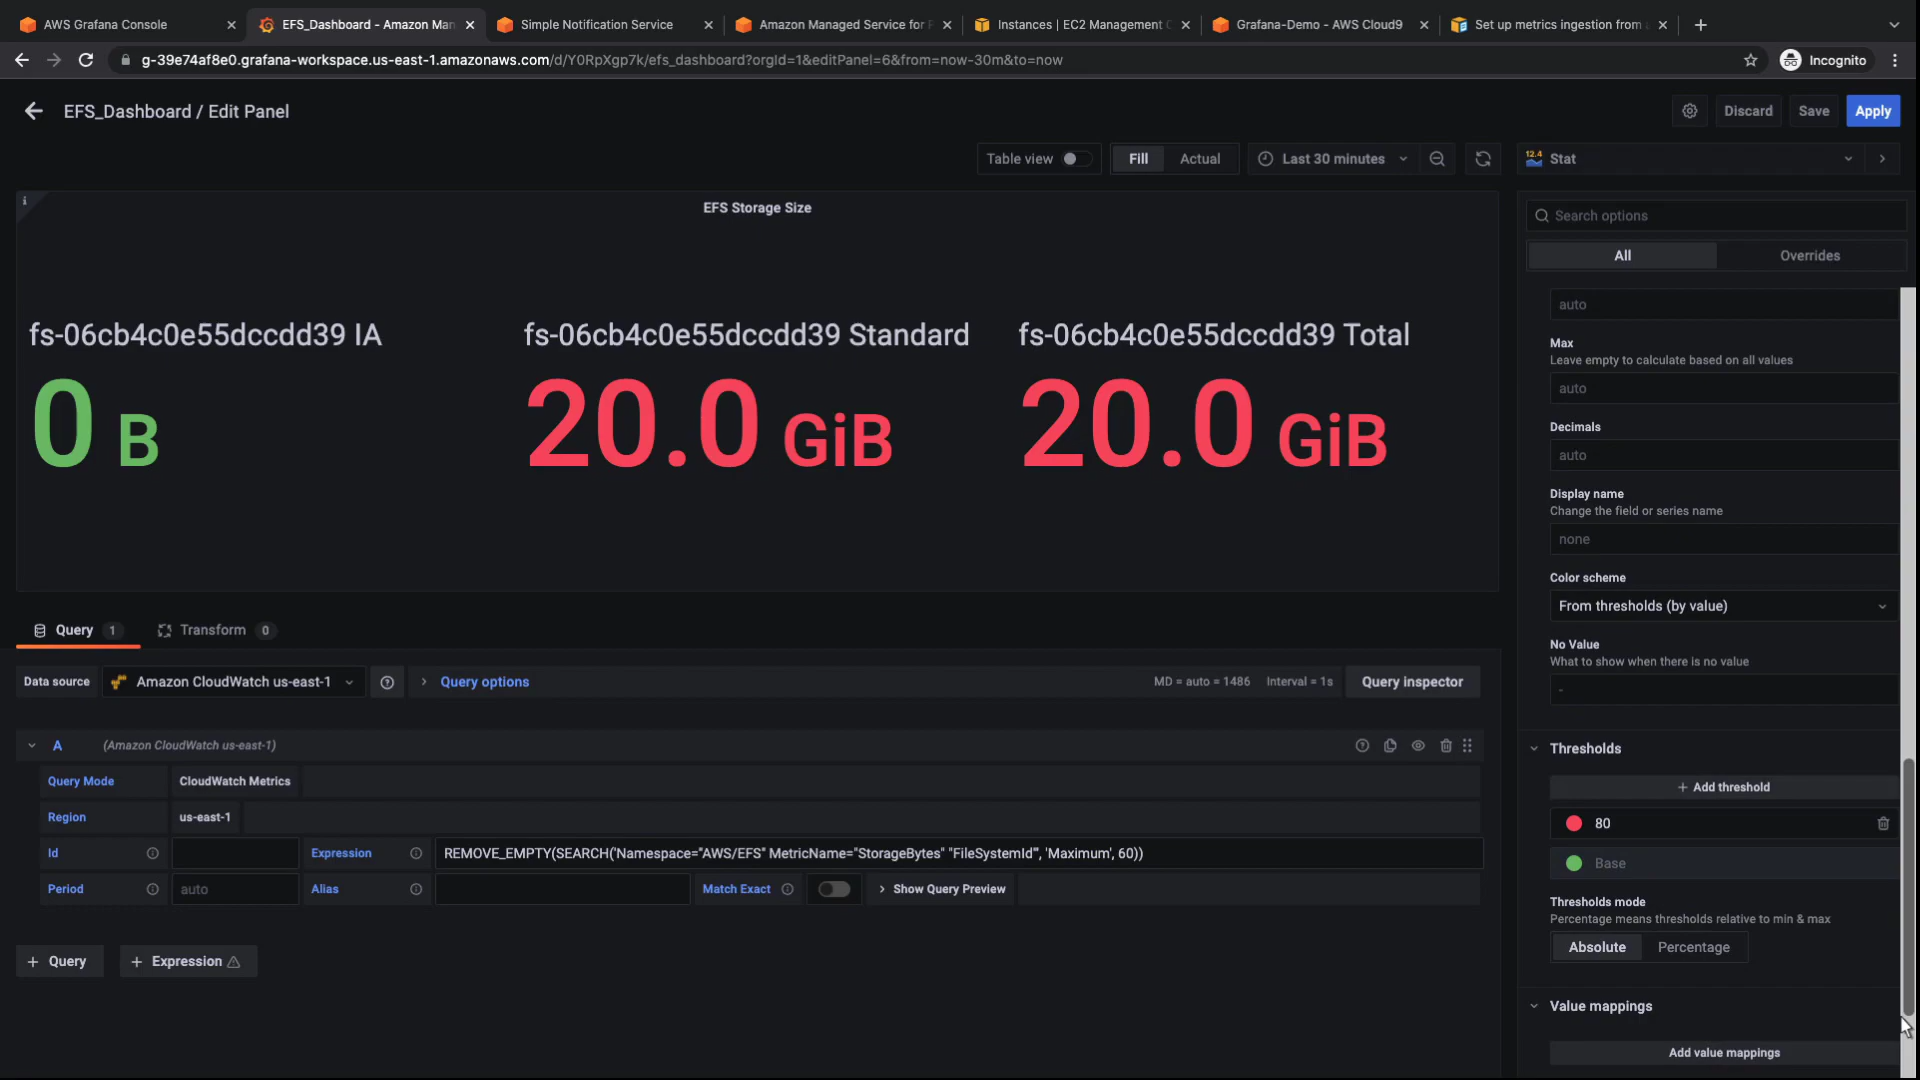 AWS Grafana Console
EFS_Dashboard - Amazon Man
Simple Notification Service
Amazon Managed Service for P
Instances | EC2 Management C
Grafana-Demo - AWS Cloud9
Set up metrics ingestion from
g-39e74af8e0.grafana-workspace.us-east-1.amazonaws.com/d/Y0RpXgp7k/efs_dashboard?orgId=1&editPanel=6&from=now-30m&to=now
Incognito
EFS_Dashboard / Edit Panel
Discard
Save
Apply
Table view
Fill
Actual
Last 30 minutes
12.4
Stat
EFS Storage Size
Search options
All
Overrides
fs-06cb4c0e55dccdd39 IA
fs-06cb4c0e55dccdd39 Standard
fs-06cb4c0e55dccdd39 Total
0 B
20.0 GiB
20.0 GiB
auto
Max
Leave empty to calculate based on all values
auto
Decimals
auto
Display name
Change the field or series name
none
Color scheme
From thresholds (by value)
No Value
What to show when there is no value
-
Query 1
Transform 0
Data source
Amazon CloudWatch us-east-1
Query options
MD = auto = 1486
Interval = 1s
Query inspector
A
(Amazon CloudWatch us-east-1)
Query Mode
CloudWatch Metrics
Region
us-east-1
Id
Expression
REMOVE_EMPTY(SEARCH('Namespace="AWS/EFS" MetricName="StorageBytes" "FileSystemId"', 'Maximum', 60))
Period
auto
Alias
Match Exact
Show Query Preview
+ Query
+ Expression
Thresholds
+ Add threshold
80
Base
Thresholds mode
Percentage means thresholds relative to min & max
Absolute
Percentage
Value mappings
Add value mappings